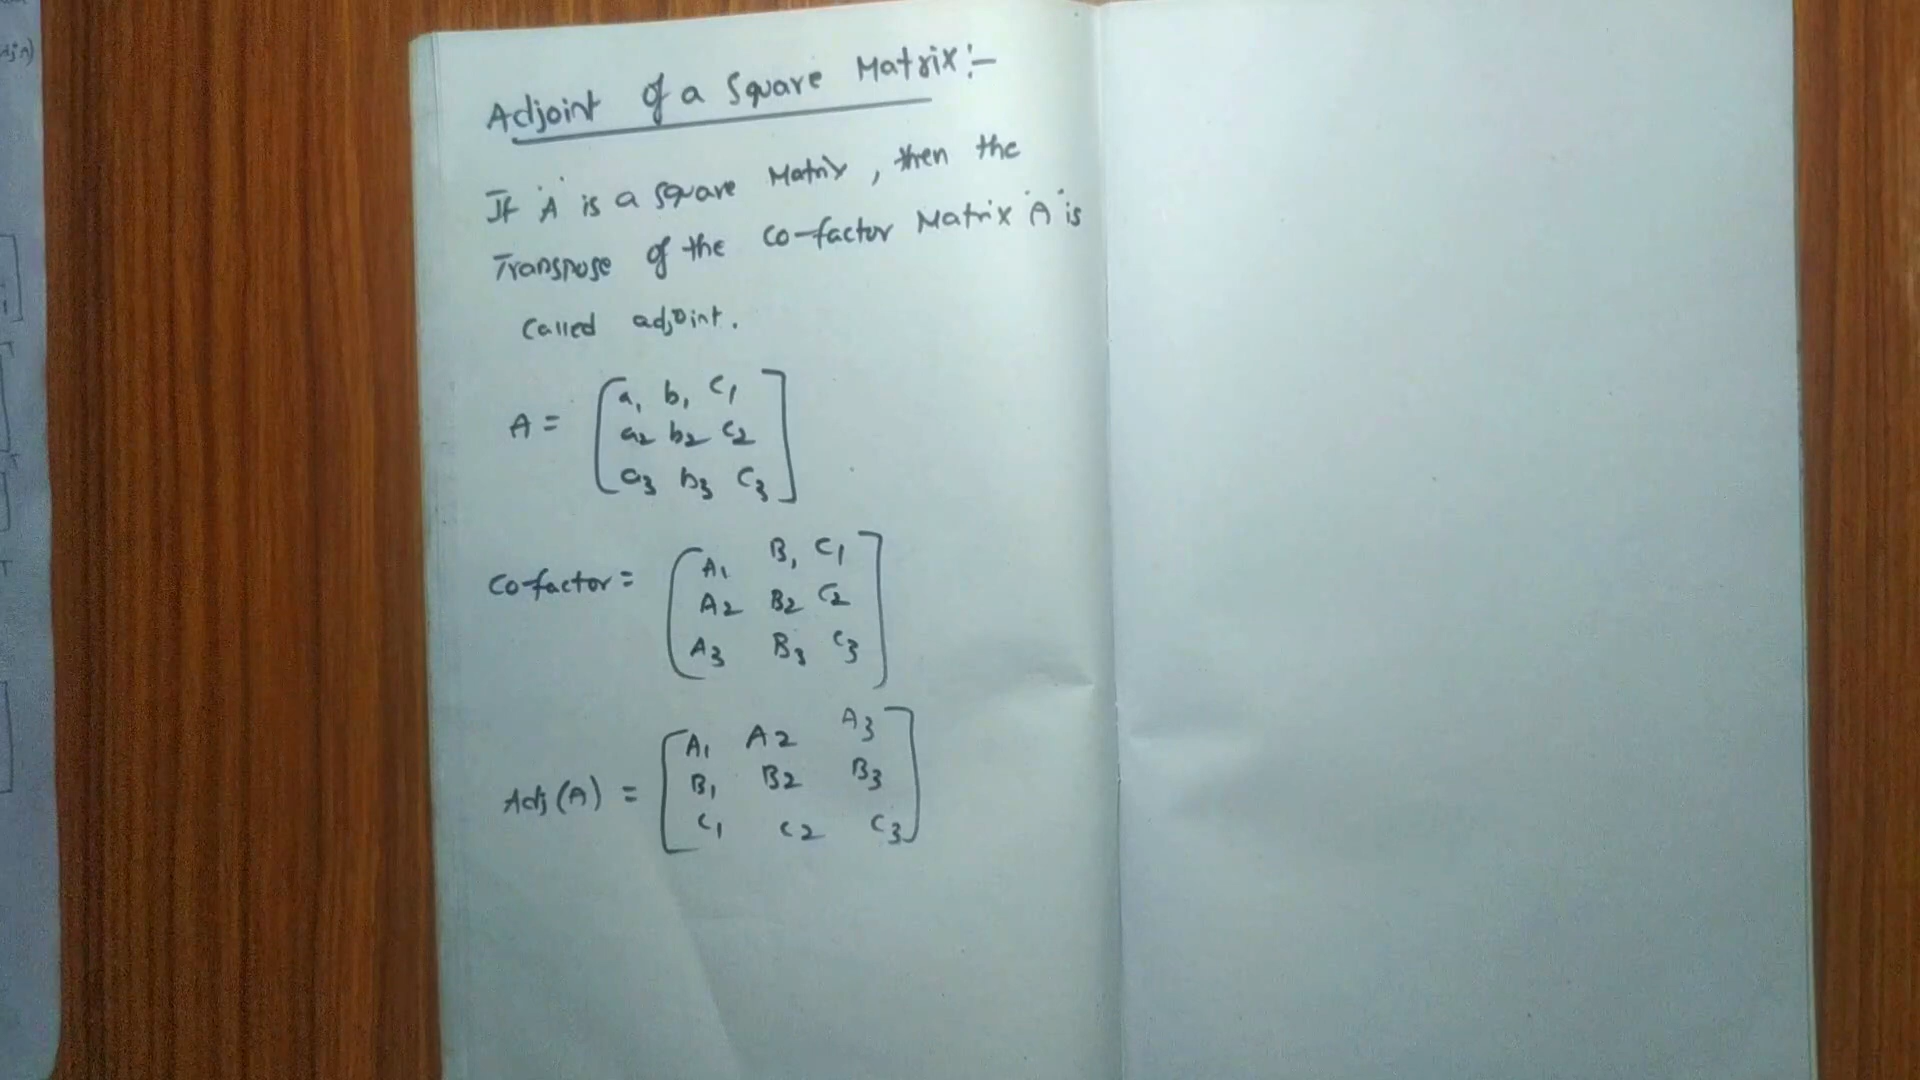 Adjoint of a Square Matrix:-
If 'A' is a square Matrix, then the
Transpose of the Co-factor Matrix 'A' is
Called adjoint.
A = [a1 b1 c1
a2 b2 c2
a3 b3 c3]
Co-factor = [A1 B1 C1
A2 B2 C2
A3 B3 C3]
Adj(A) = [A1 A2 A3
B1 B2 B3
C1 C2 C3]